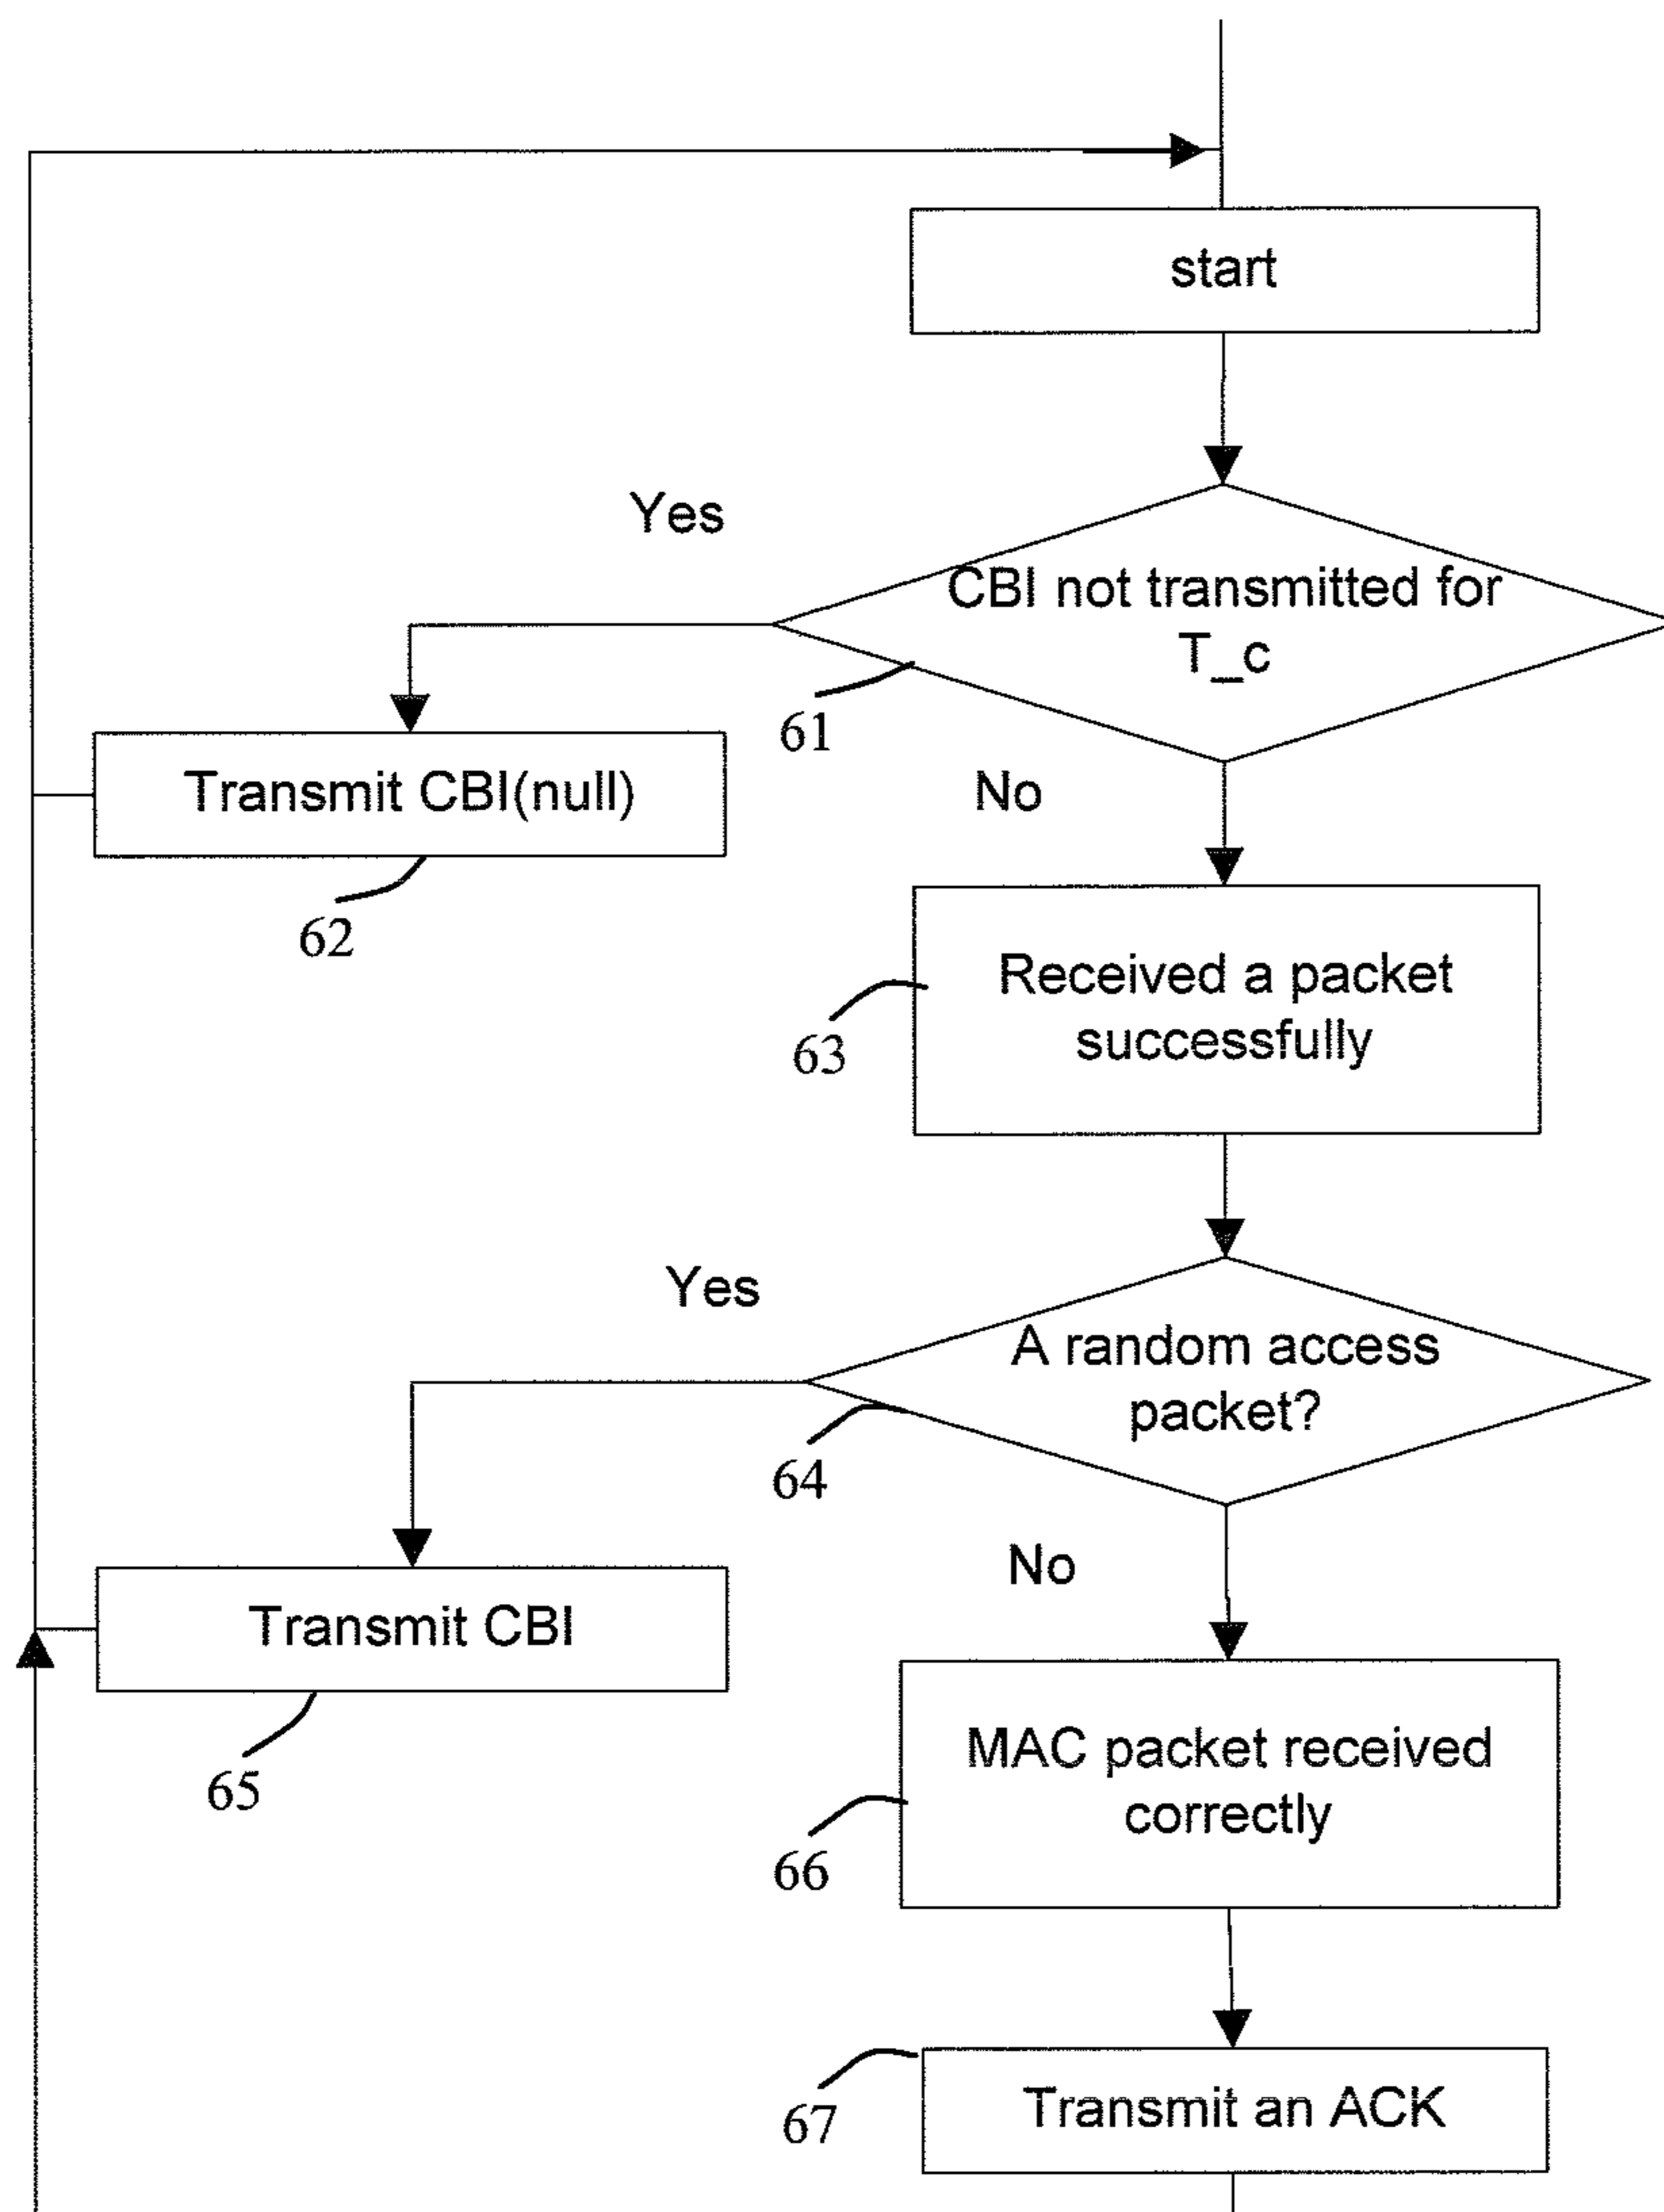 start
Yes
CBI not transmitted for
T_c
61
No
Transmit CBI(null)
62
Received a packet
successfully
63
Yes
A random access
packet?
64
No
Transmit CBI
65
MAC packet received
correctly
66
Transmit an ACK
67